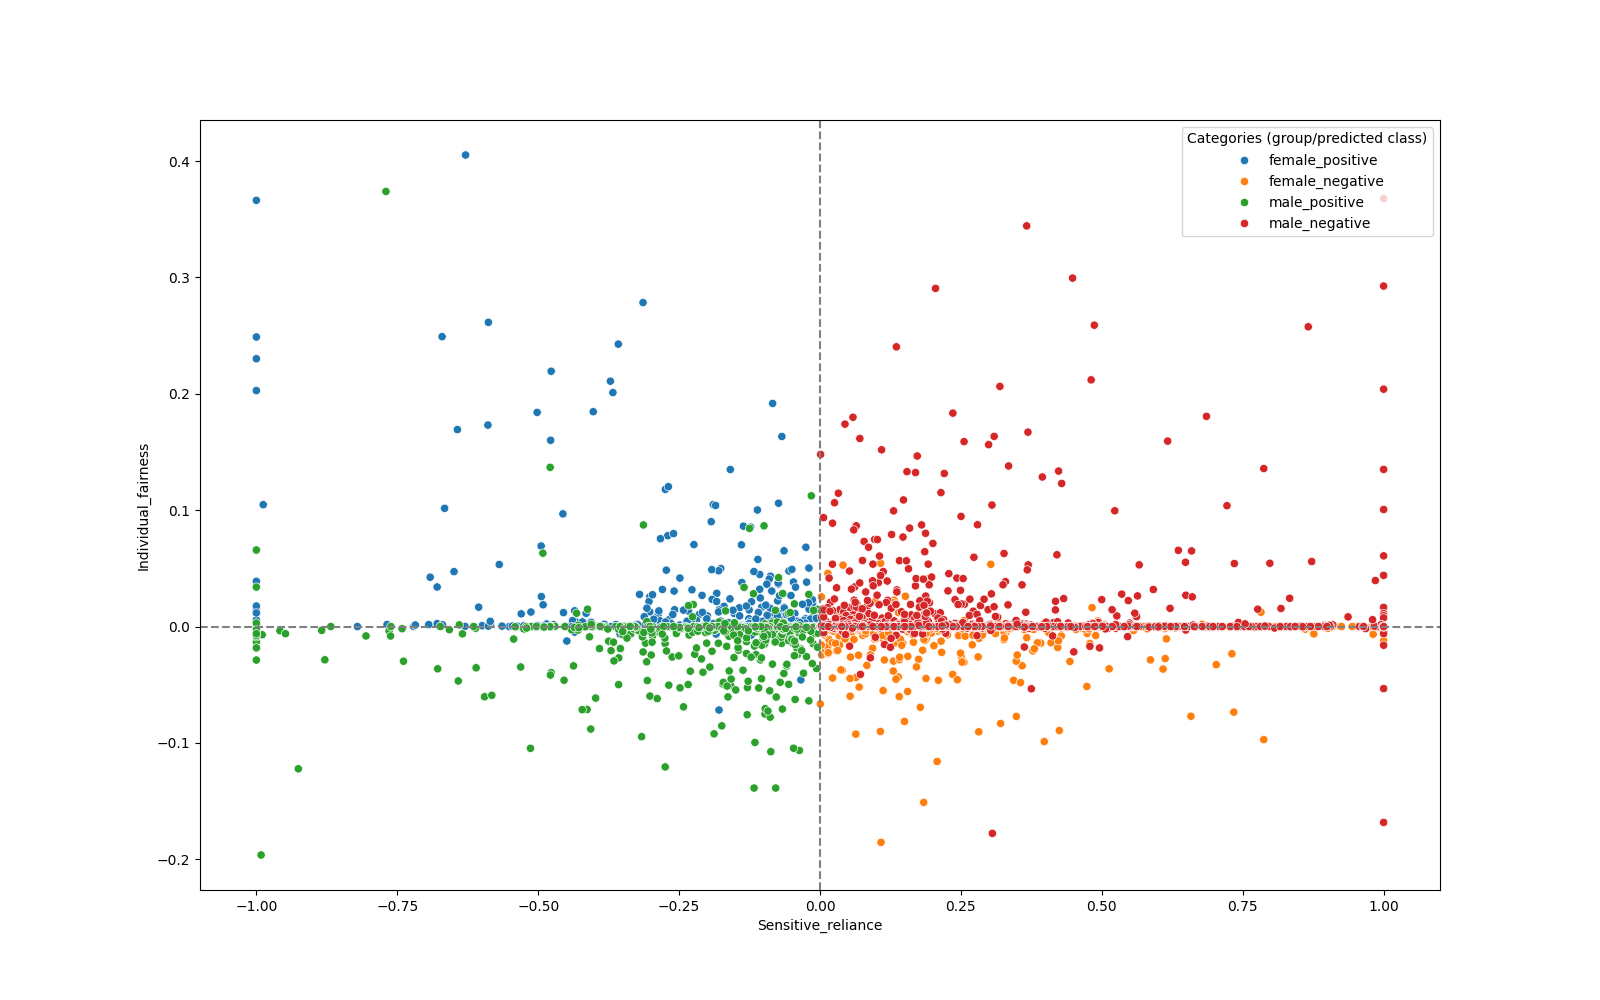 Categories (group/predicted class)
female_positive
female_negative
male_positive
male_negative
0.4
0.3
0.2
0.1
0.0
−0.1
−0.2
Individual_fairness
−1.00 −0.75 −0.50 −0.25 0.00 0.25 0.50 0.75 1.00
Sensitive_reliance